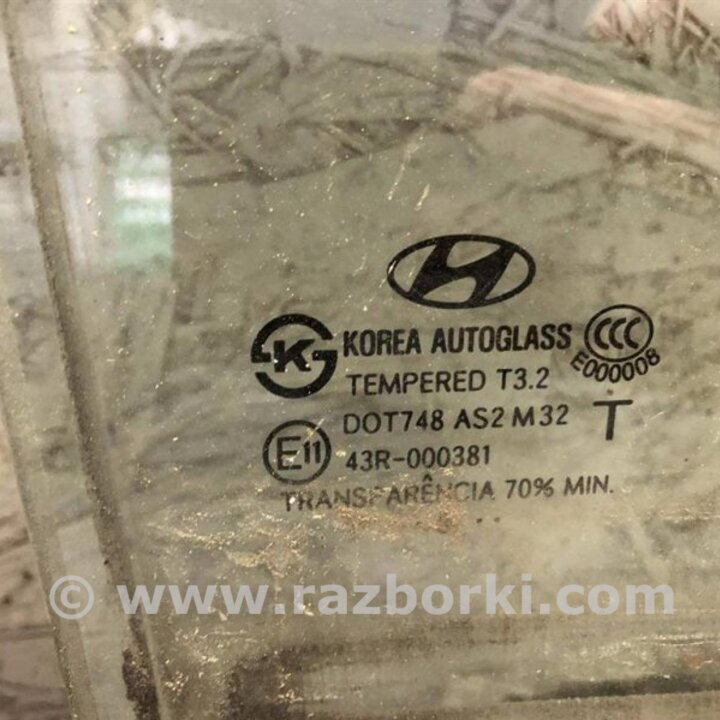 KOREA AUTOGLASS CCC
E000008
TEMPERED T3.2
DOT748 AS2 M32 T
E11 43R-000381
TRANSPARÊNCIA 70% MIN.
© www.razborki.com